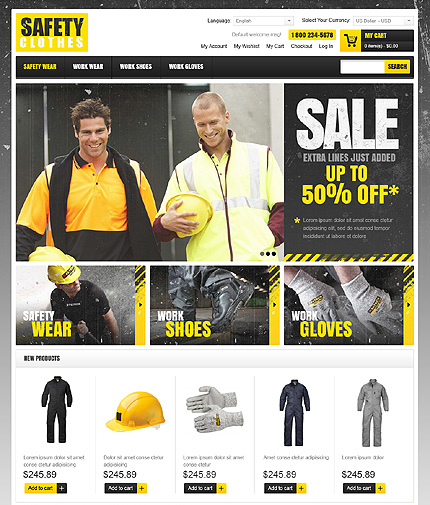 SAFETY
CLOTHES
Language: English
Select Your Currency: US Dollar - USD
Default welcome msg!
1 800 234-5678
MY CART
0 item(s) - $0.00
My Account My Wishlist My Cart Checkout Log In
SAFETY WEAR WORK WEAR WORK SHOES WORK GLOVES
SEARCH
SALE
EXTRA LINES JUST ADDED
UP TO
50% OFF*
Lorem ipsum dolor sit amet conse ctetur
adipisicing elit, sed do eiusmod tempor
incididunt ut labore et dolore
SAFETY
WEAR
WORK
SHOES
WORK
GLOVES
NEW PRODUCTS
Lorem ipsum dolor sit amet
conse ctetur adipisicing
$245.89
Add to cart +
Dolor sit amet conse ctetur
adipisicing
$245.89
Add to cart +
Lorem ipsum dolor sit amet
conse ctetur
$245.89
Add to cart +
Amet conse ctetur adipisicing
$245.89
Add to cart +
Lorem ipsum dolor
$245.89
Add to cart +